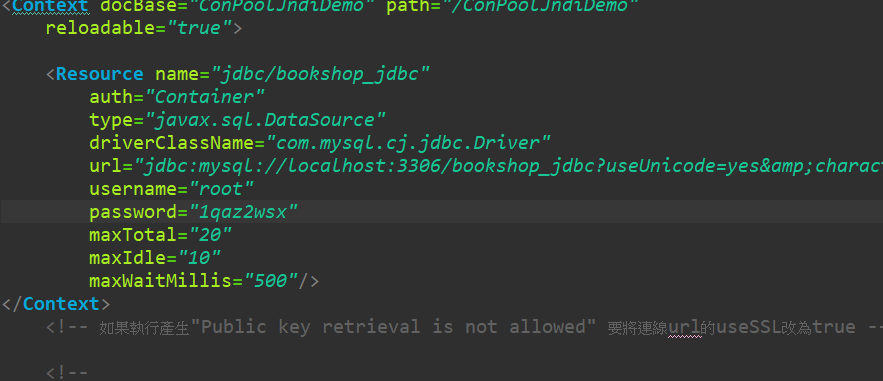 <Context docBase="ConPoolJndiDemo" path="/ConPoolJndiDemo"
reloadable="true">
<Resource name="jdbc/bookshop_jdbc"
auth="Container"
type="javax.sql.DataSource"
driverClassName="com.mysql.cj.jdbc.Driver"
url="jdbc:mysql://localhost:3306/bookshop_jdbc?useUnicode=yes&amp;charact
username="root"
password="1qaz2wsx"
maxTotal="20"
maxIdle="10"
maxWaitMillis="500"/>
</Context>
<!-- 如果執行產生"Public key retrieval is not allowed" 要將連線url的useSSL改為true --
<!--